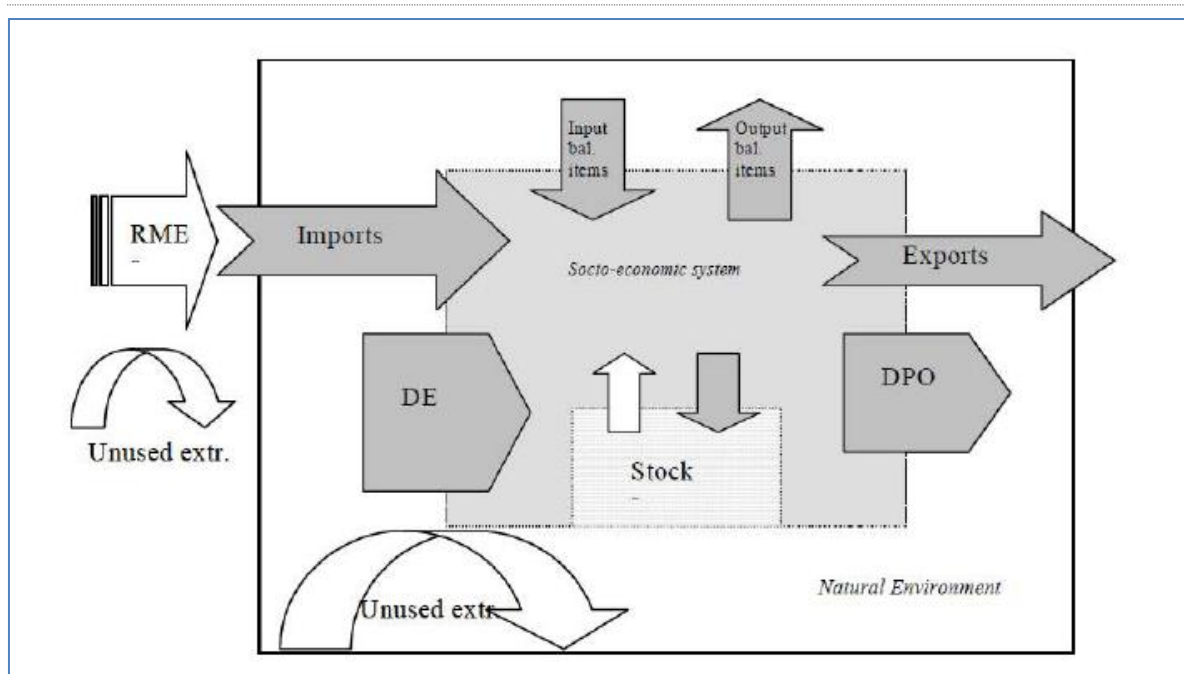 Input
bal.
items
Output
bal.
items
RME
Imports
Socio-economic system
Exports
DE
DPO
Unused extr.
Stock
Unused extr.
Natural Environment